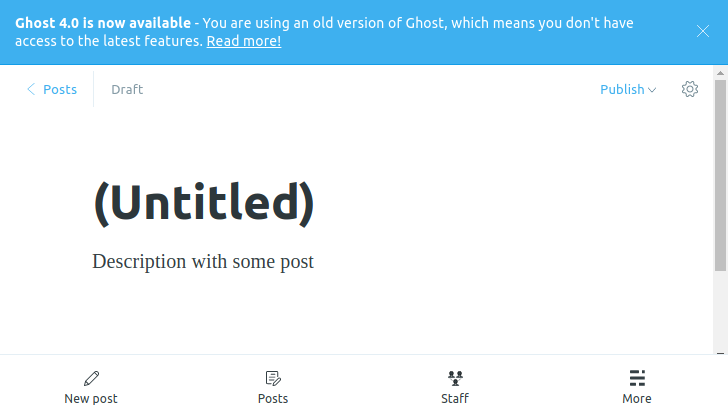 Ghost 4.0 is now available - You are using an old version of Ghost, which means you don't have
access to the latest features. Read more!
Posts
Draft
Publish
(Untitled)
Description with some post
New post
Posts
Staff
More